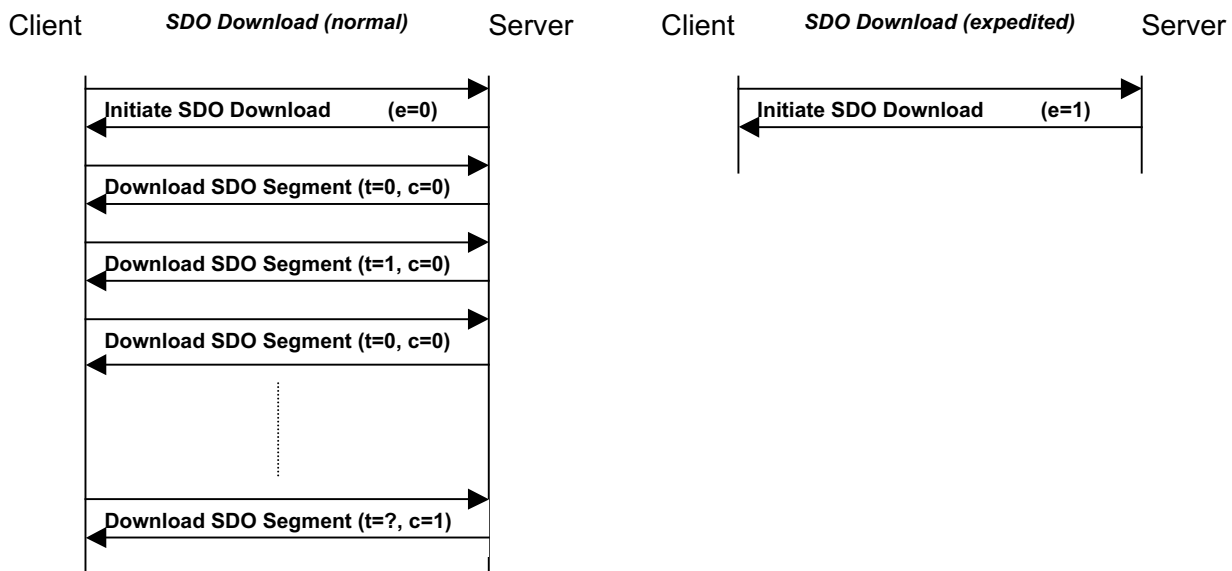 Client SDO Download (normal) Server
Initiate SDO Download (e=0)
Download SDO Segment (t=0, c=0)
Download SDO Segment (t=1, c=0)
Download SDO Segment (t=0, c=0)
Download SDO Segment (t=?, c=1)
Client SDO Download (expedited) Server
Initiate SDO Download (e=1)